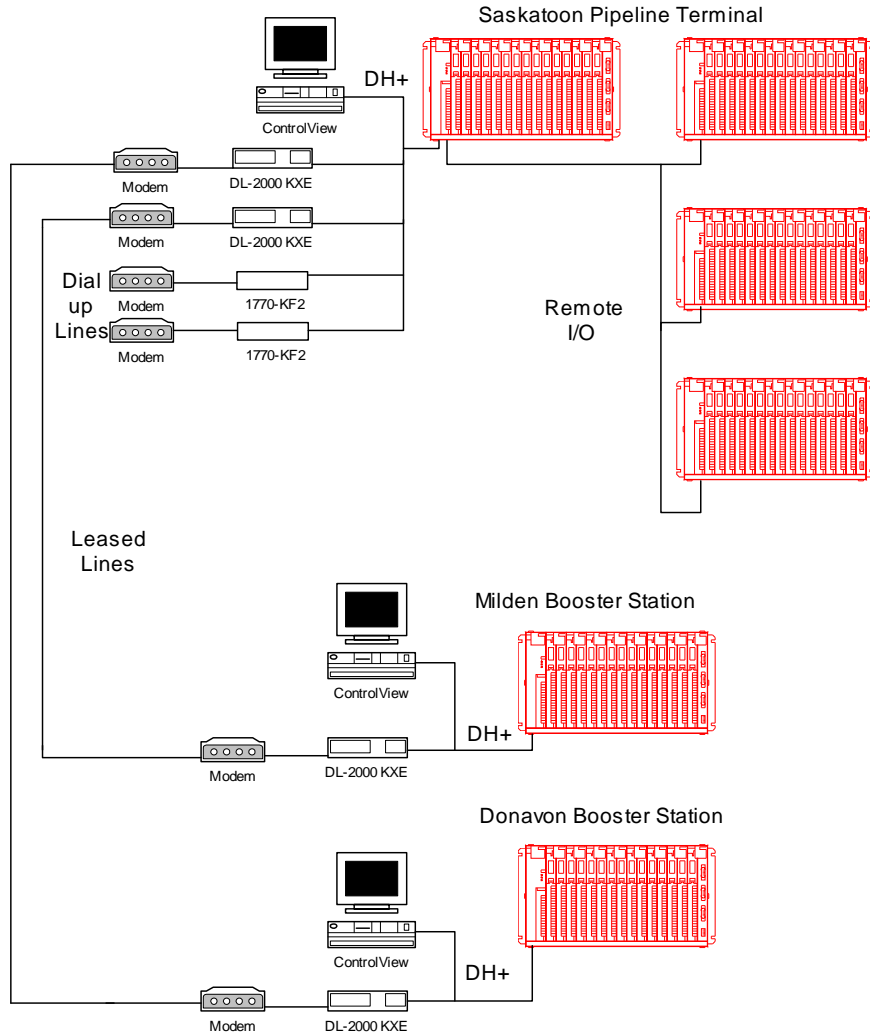 Saskatoon Pipeline Terminal
DH+
ControlView
Modem
DL-2000 KXE
Modem
DL-2000 KXE
Dial
up
Lines
Modem
1770-KF2
Modem
1770-KF2
Remote
I/O
Leased
Lines
Milden Booster Station
ControlView
DH+
Modem
DL-2000 KXE
Donavon Booster Station
ControlView
DH+
Modem
DL-2000 KXE